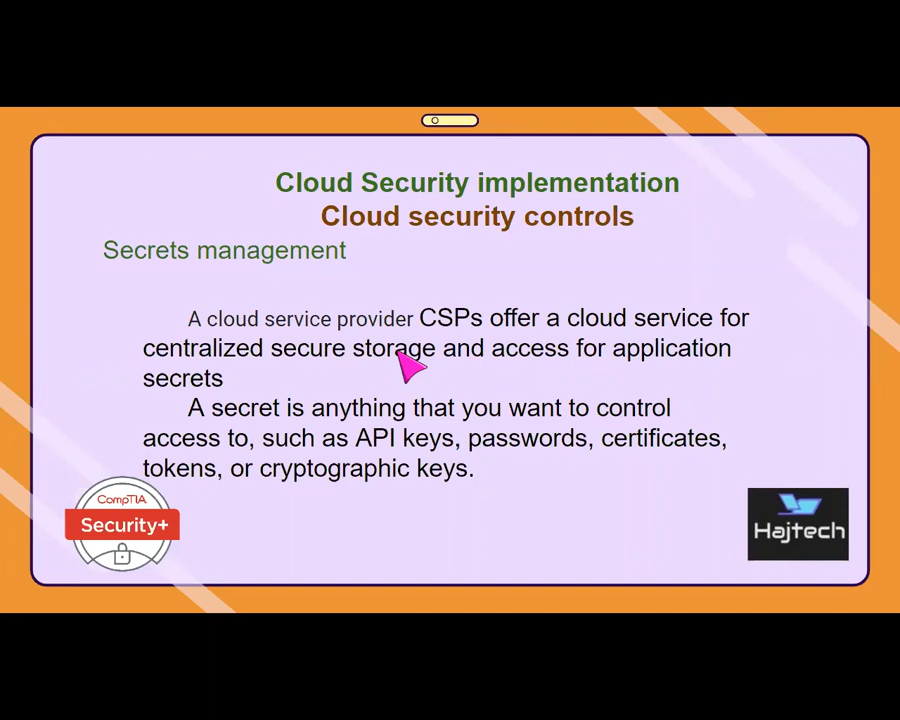 Cloud Security implementation
Cloud security controls
Secrets management
A cloud service provider CSPs offer a cloud service for
centralized secure storage and access for application
secrets
A secret is anything that you want to control
access to, such as API keys, passwords, certificates,
tokens, or cryptographic keys.
CompTIA
Security+
Hajtech